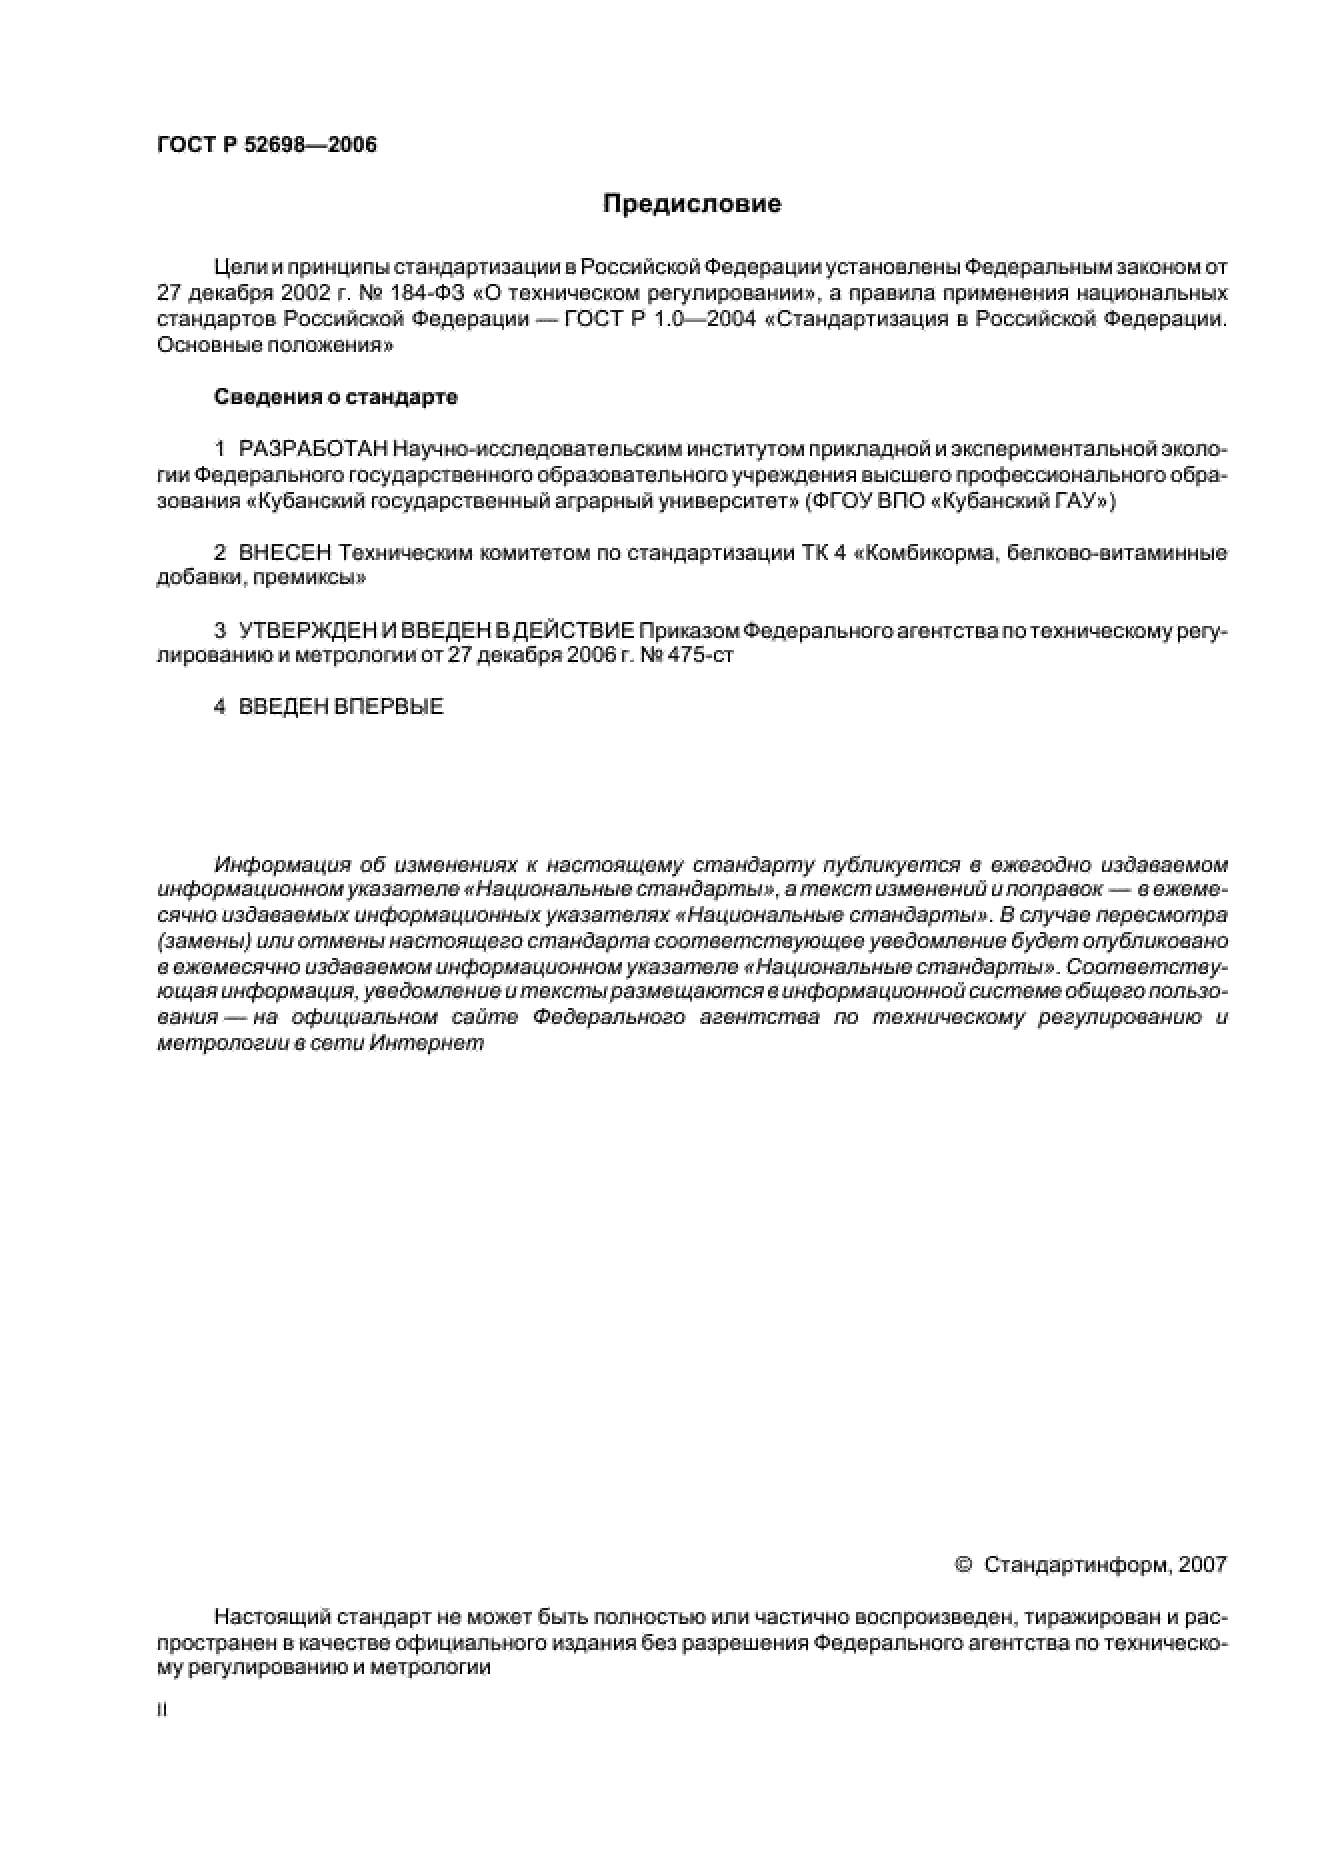 ГОСТ Р 52698—2006
Предисловие
Цели и принципы стандартизации в Российской Федерации установлены Федеральным законом от
27 декабря 2002 г. № 184-ФЗ «О техническом регулировании», а правила применения национальных
стандартов Российской Федерации — ГОСТ Р 1.0—2004 «Стандартизация в Российской Федерации.
Основные положения»
Сведения о стандарте
1 РАЗРАБОТАН Научно-исследовательским институтом прикладной и экспериментальной эколо-
гии Федерального государственного образовательного учреждения высшего профессионального обра-
зования «Кубанский государственный аграрный университет» (ФГОУ ВПО «Кубанский ГАУ»)
2 ВНЕСЕН Техническим комитетом по стандартизации ТК 4 «Комбикорма, белково-витаминные
добавки, премиксы»
3 УТВЕРЖДЕН И ВВЕДЕН В ДЕЙСТВИЕ Приказом Федерального агентства по техническому регу-
лированию и метрологии от 27 декабря 2006 г. № 475-ст
4 ВВЕДЕН ВПЕРВЫЕ
Информация об изменениях к настоящему стандарту публикуется в ежегодно издаваемом
информационном указателе «Национальные стандарты», а текст изменений и поправок — в ежеме-
сячно издаваемых информационных указателях «Национальные стандарты». В случае пересмотра
(замены) или отмены настоящего стандарта соответствующее уведомление будет опубликовано
в ежемесячно издаваемом информационном указателе «Национальные стандарты». Соответству-
ющая информация, уведомление и тексты размещаются в информационной системе общего пользо-
вания — на официальном сайте Федерального агентства по техническому регулированию и
метрологии в сети Интернет
© Стандартинформ, 2007
Настоящий стандарт не может быть полностью или частично воспроизведен, тиражирован и рас-
пространен в качестве официального издания без разрешения Федерального агентства по техническо-
му регулированию и метрологии
II